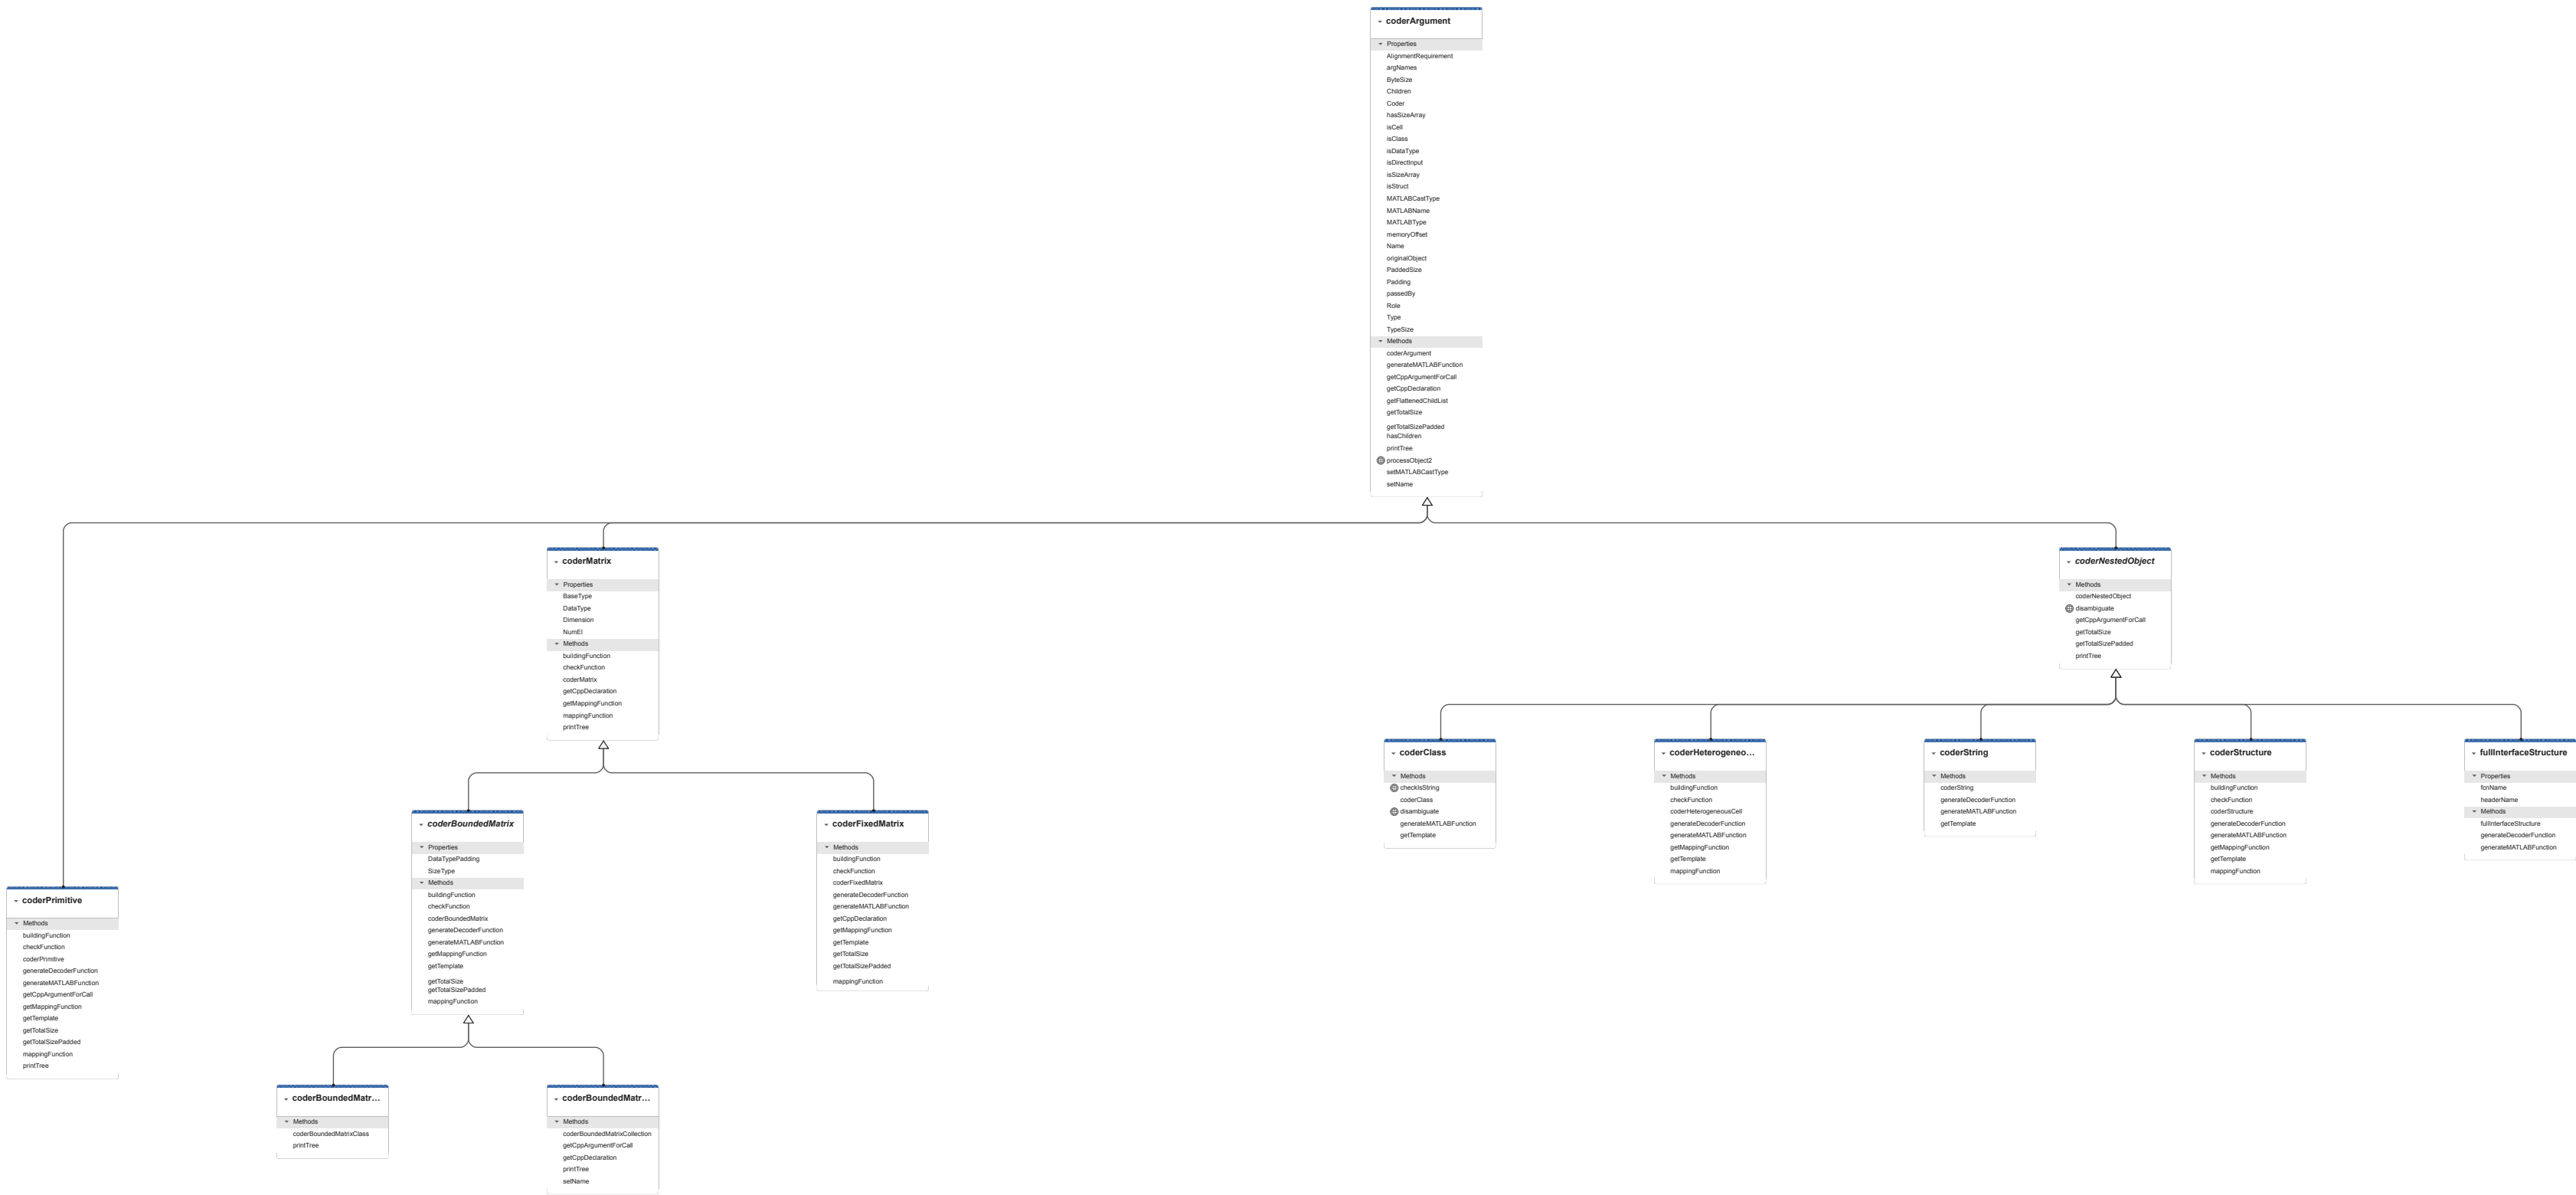 coderArgument
Properties
AlignmentRequirement
argNames
ByteSize
Children
Coder
hasSizeArray
isCell
isClass
isDataType
isDirectInput
isSizeArray
isStruct
MATLABCastType
MATLABName
MATLABType
memoryOffset
Name
originalObject
PaddedSize
Padding
passedBy
Role
Type
TypeSize
Methods
coderArgument
generateMATLABFunction
getCppArgumentForCall
getCppDeclaration
getFlattenedChildList
getTotalSize
getTotalSizePadded
hasChildren
printTree
processObject2
setMATLABCastType
setName
coderMatrix
Properties
BaseType
DataType
Dimension
NumEl
Methods
buildingFunction
checkFunction
coderMatrix
getCppDeclaration
getMappingFunction
mappingFunction
printTree
coderNestedObject
Methods
coderNestedObject
disambiguate
getCppArgumentForCall
getTotalSize
getTotalSizePadded
printTree
coderClass
Methods
checkIsString
coderClass
disambiguate
generateMATLABFunction
getTemplate
coderHeterogeneo...
Methods
buildingFunction
checkFunction
coderHeterogeneousCell
generateDecoderFunction
generateMATLABFunction
getMappingFunction
getTemplate
mappingFunction
coderString
Methods
coderString
generateDecoderFunction
generateMATLABFunction
getTemplate
coderStructure
Methods
buildingFunction
checkFunction
coderStructure
generateDecoderFunction
generateMATLABFunction
getMappingFunction
getTemplate
mappingFunction
fullInterfaceStructure
Properties
fcnName
headerName
Methods
fullInterfaceStructure
generateDecoderFunction
generateMATLABFunction
coderBoundedMatrix
Properties
DataTypePadding
SizeType
Methods
buildingFunction
checkFunction
coderBoundedMatrix
generateDecoderFunction
generateMATLABFunction
getMappingFunction
getTemplate
getTotalSize
getTotalSizePadded
mappingFunction
coderFixedMatrix
Methods
buildingFunction
checkFunction
coderFixedMatrix
generateDecoderFunction
generateMATLABFunction
getCppDeclaration
getMappingFunction
getTemplate
getTotalSize
getTotalSizePadded
mappingFunction
coderPrimitive
Methods
buildingFunction
checkFunction
coderPrimitive
generateDecoderFunction
generateMATLABFunction
getCppArgumentForCall
getMappingFunction
getTemplate
getTotalSize
getTotalSizePadded
mappingFunction
printTree
coderBoundedMatr...
Methods
coderBoundedMatrixClass
printTree
coderBoundedMatr...
Methods
coderBoundedMatrixCollection
getCppArgumentForCall
getCppDeclaration
printTree
setName